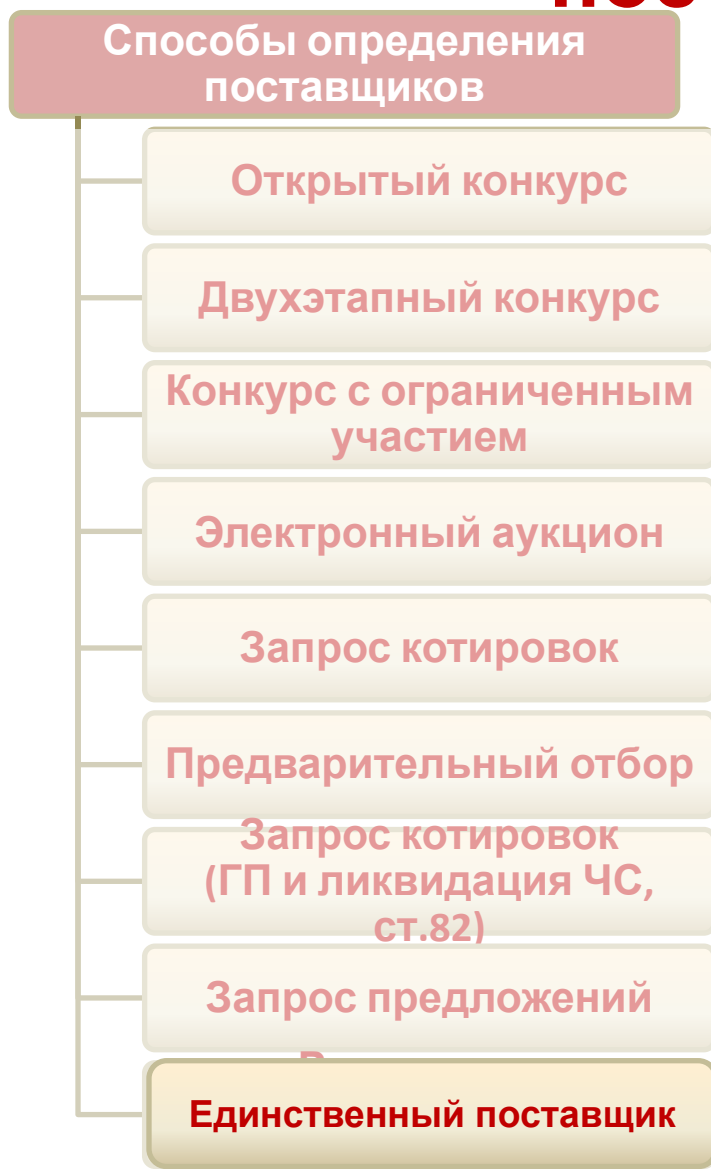 Способы определения
поставщиков
Открытый конкурс
Двухэтапный конкурс
Конкурс с ограниченным
участием
Электронный аукцион
Запрос котировок
Предварительный отбор
Запрос котировок
(ГП и ликвидация ЧС,
ст.82)
Запрос предложений
Единственный поставщик